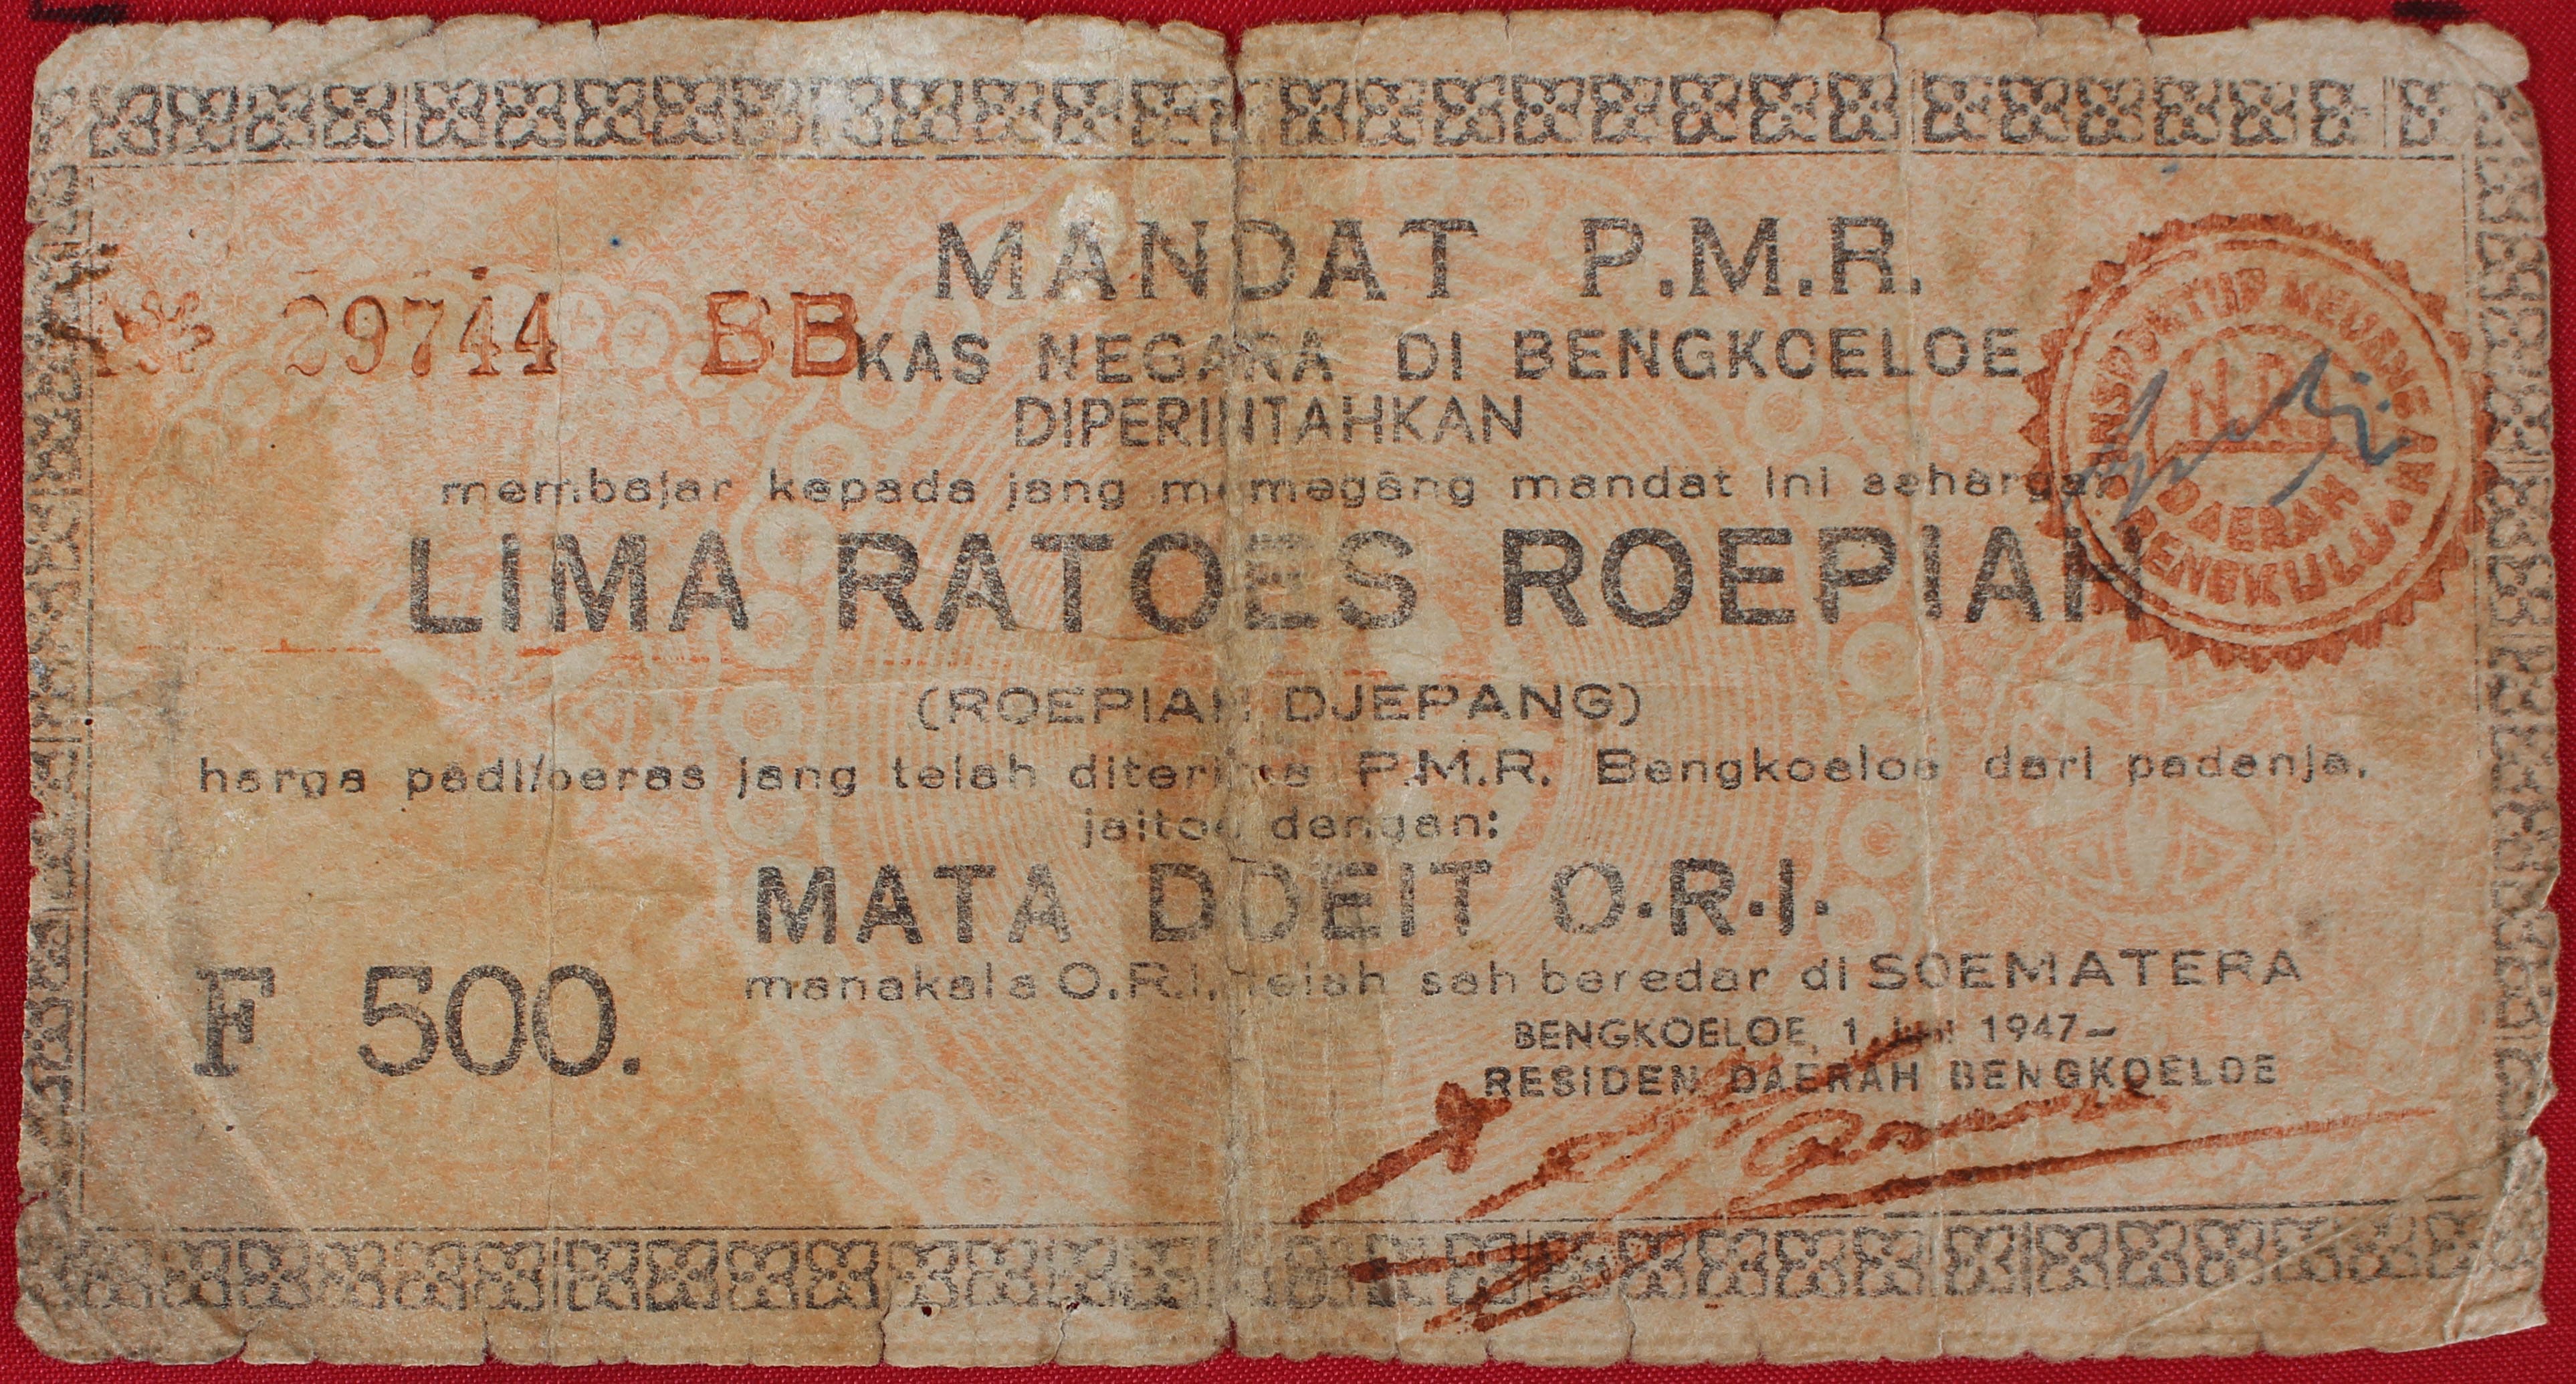 MANDAT P.M.R.
№ 29744 BB
KAS NEGARA DI BENGKOELOE
DIPERINTAHKAN
membajar kepada jang memegang mandat ini seharga
LIMA RATOES ROEPIAH
(ROEPIAH DJEPANG)
harga padi/beras jang telah diterima P.M.R. Bengkoeloe dari padanja.
jaitoe dengan:
MATA DOEIT O.R.I.
F 500.
manakala O.R.I. telah sah beredar di SOEMATERA
BENGKOELOE, 1 1947–
RESIDEN DAERAH BENGKOELOE
N.R.I.
DAERAH
BENGKULU